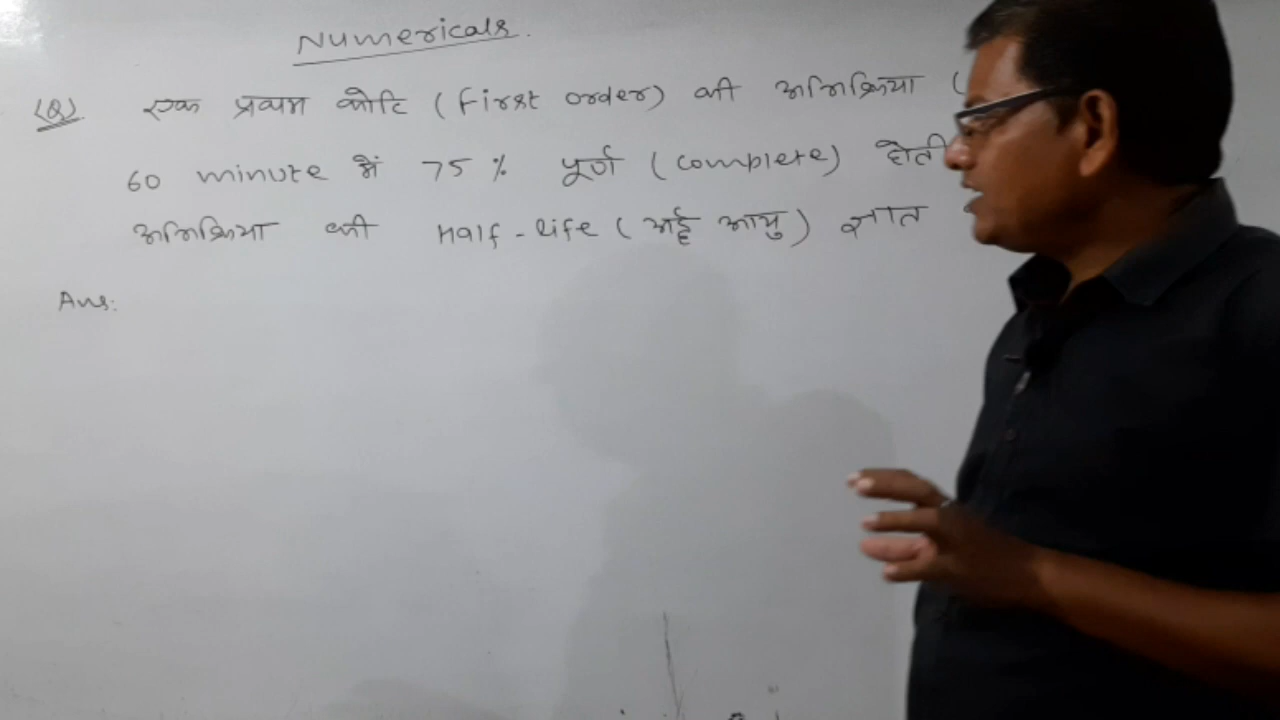 Numericals.
(Q) एक प्रथम कोटि (First order) की अभिक्रिया (
60 minute में 75 % पूर्ण (complete) होती
अभिक्रिया की Half-life (अर्द्ध आयु) ज्ञात
Ans: